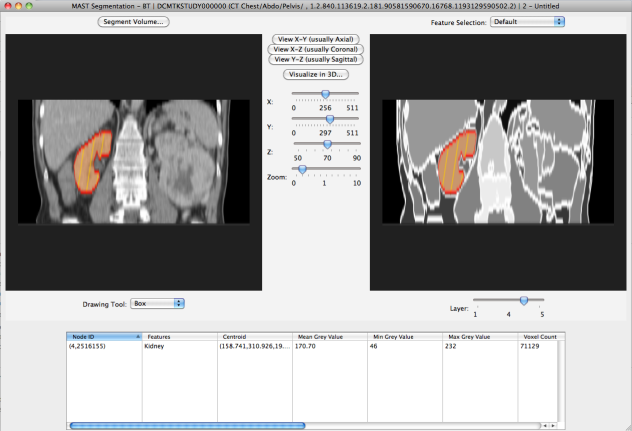 MAST Segmentation - BT | DCMTKSTUDY000000 (CT Chest/Abdo/Pelvis/ , 1.2.840.113619.2.181.90581590670.16768.1193129590502.2) | 2 - Untitled
Segment Volume...
Feature Selection: Default
View X-Y (usually Axial)
View X-Z (usually Coronal)
View Y-Z (usually Sagittal)
Visualize in 3D...
X:
0 256 511
Y:
0 297 511
Z:
50 70 90
Zoom:
0 1 10
Drawing Tool: Box
Layer:
1 4 5
Node ID Features Centroid Mean Grey Value Min Grey Value Max Grey Value Voxel Count
(4,2516155) Kidney (158.741,310.926,19.... 170.70 46 232 71129